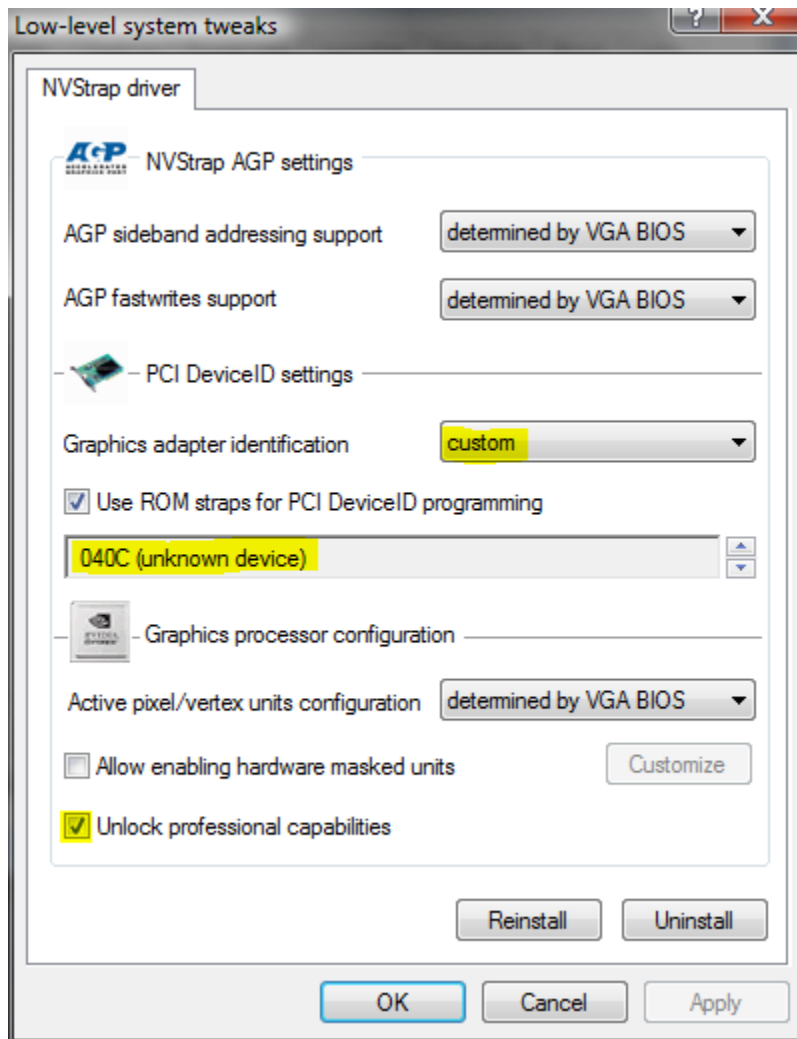 Low-level system tweaks
?
X
NVStrap driver
AGP
NVStrap AGP settings
AGP sideband addressing support
determined by VGA BIOS
AGP fastwrites support
determined by VGA BIOS
PCI DeviceID settings
Graphics adapter identification
custom
Use ROM straps for PCI DeviceID programming
040C (unknown device)
Graphics processor configuration
Active pixel/vertex units configuration
determined by VGA BIOS
Allow enabling hardware masked units
Customize
Unlock professional capabilities
Reinstall
Uninstall
OK
Cancel
Apply